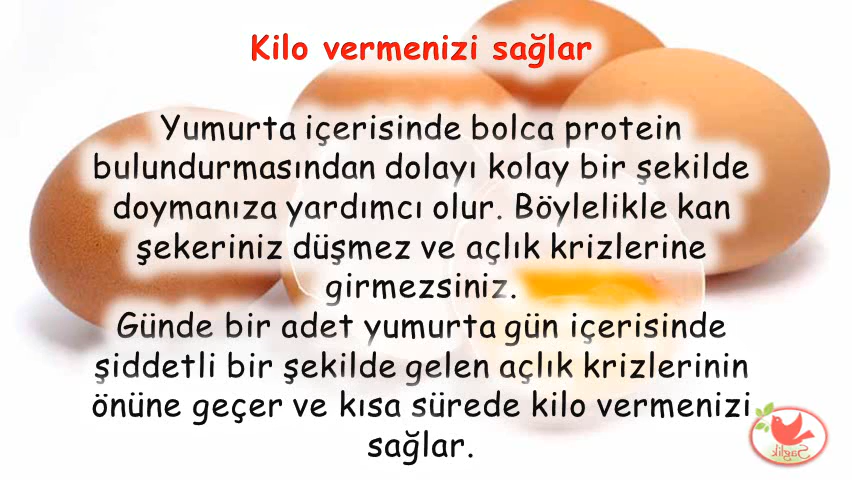 Kilo vermenizi sağlar
Yumurta içerisinde bolca protein
bulundurmasından dolayı kolay bir şekilde
doymanıza yardımcı olur. Böylelikle kan
şekeriniz düşmez ve açlık krizlerine
girmezsiniz.
Günde bir adet yumurta gün içerisinde
şiddetli bir şekilde gelen açlık krizlerinin
önüne geçer ve kısa sürede kilo vermenizi
sağlar.
Sağlık